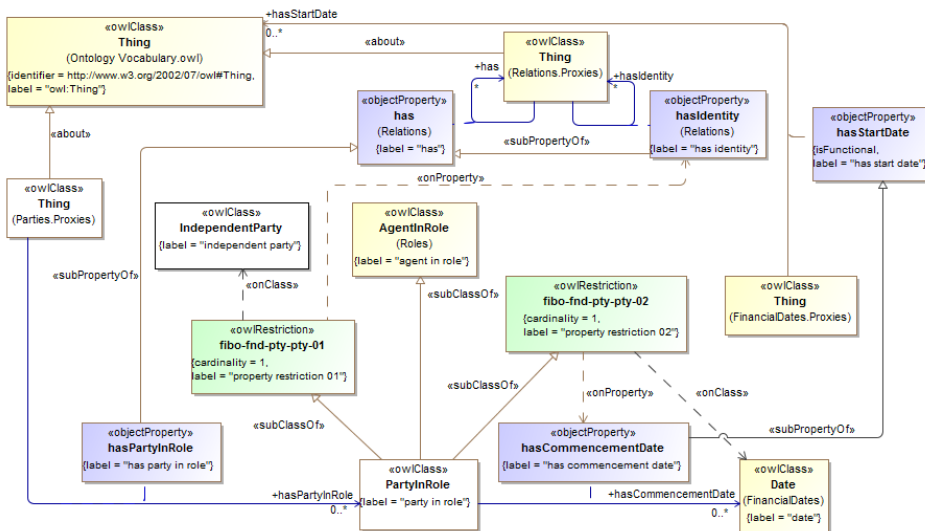 +hasStartDate
0..*
«owlClass»
Thing
(Ontology Vocabulary.owl)
{identifier = http://www.w3.org/2002/07/owl#Thing,
label = "owl:Thing"}
«about»
«owlClass»
Thing
(Relations.Proxies)
+has
*
+hasIdentity
*
«objectProperty»
has
(Relations)
{label = "has"}
«subPropertyOf»
«objectProperty»
hasIdentity
(Relations)
{label = "has identity"}
«objectProperty»
hasStartDate
{isFunctional,
label = "has start date"}
«about»
«onProperty»
«owlClass»
Thing
(Parties.Proxies)
«owlClass»
IndependentParty
{label = "independent party"}
«owlClass»
AgentInRole
(Roles)
{label = "agent in role"}
«subPropertyOf»
«onClass»
«subClassOf»
«owlRestriction»
fibo-fnd-pty-pty-02
{cardinality = 1,
label = "property restriction 02"}
«owlClass»
Thing
(FinancialDates.Proxies)
«owlRestriction»
fibo-fnd-pty-pty-01
{cardinality = 1,
label = "property restriction 01"}
«subClassOf»
«onProperty»
«onClass»
«subClassOf»
«objectProperty»
hasPartyInRole
{label = "has party in role"}
«objectProperty»
hasCommencementDate
{label = "has commencement date"}
«subPropertyOf»
«owlClass»
PartyInRole
{label = "party in role"}
«owlClass»
Date
(FinancialDates)
{label = "date"}
+hasPartyInRole
0..*
+hasCommencementDate
0..*